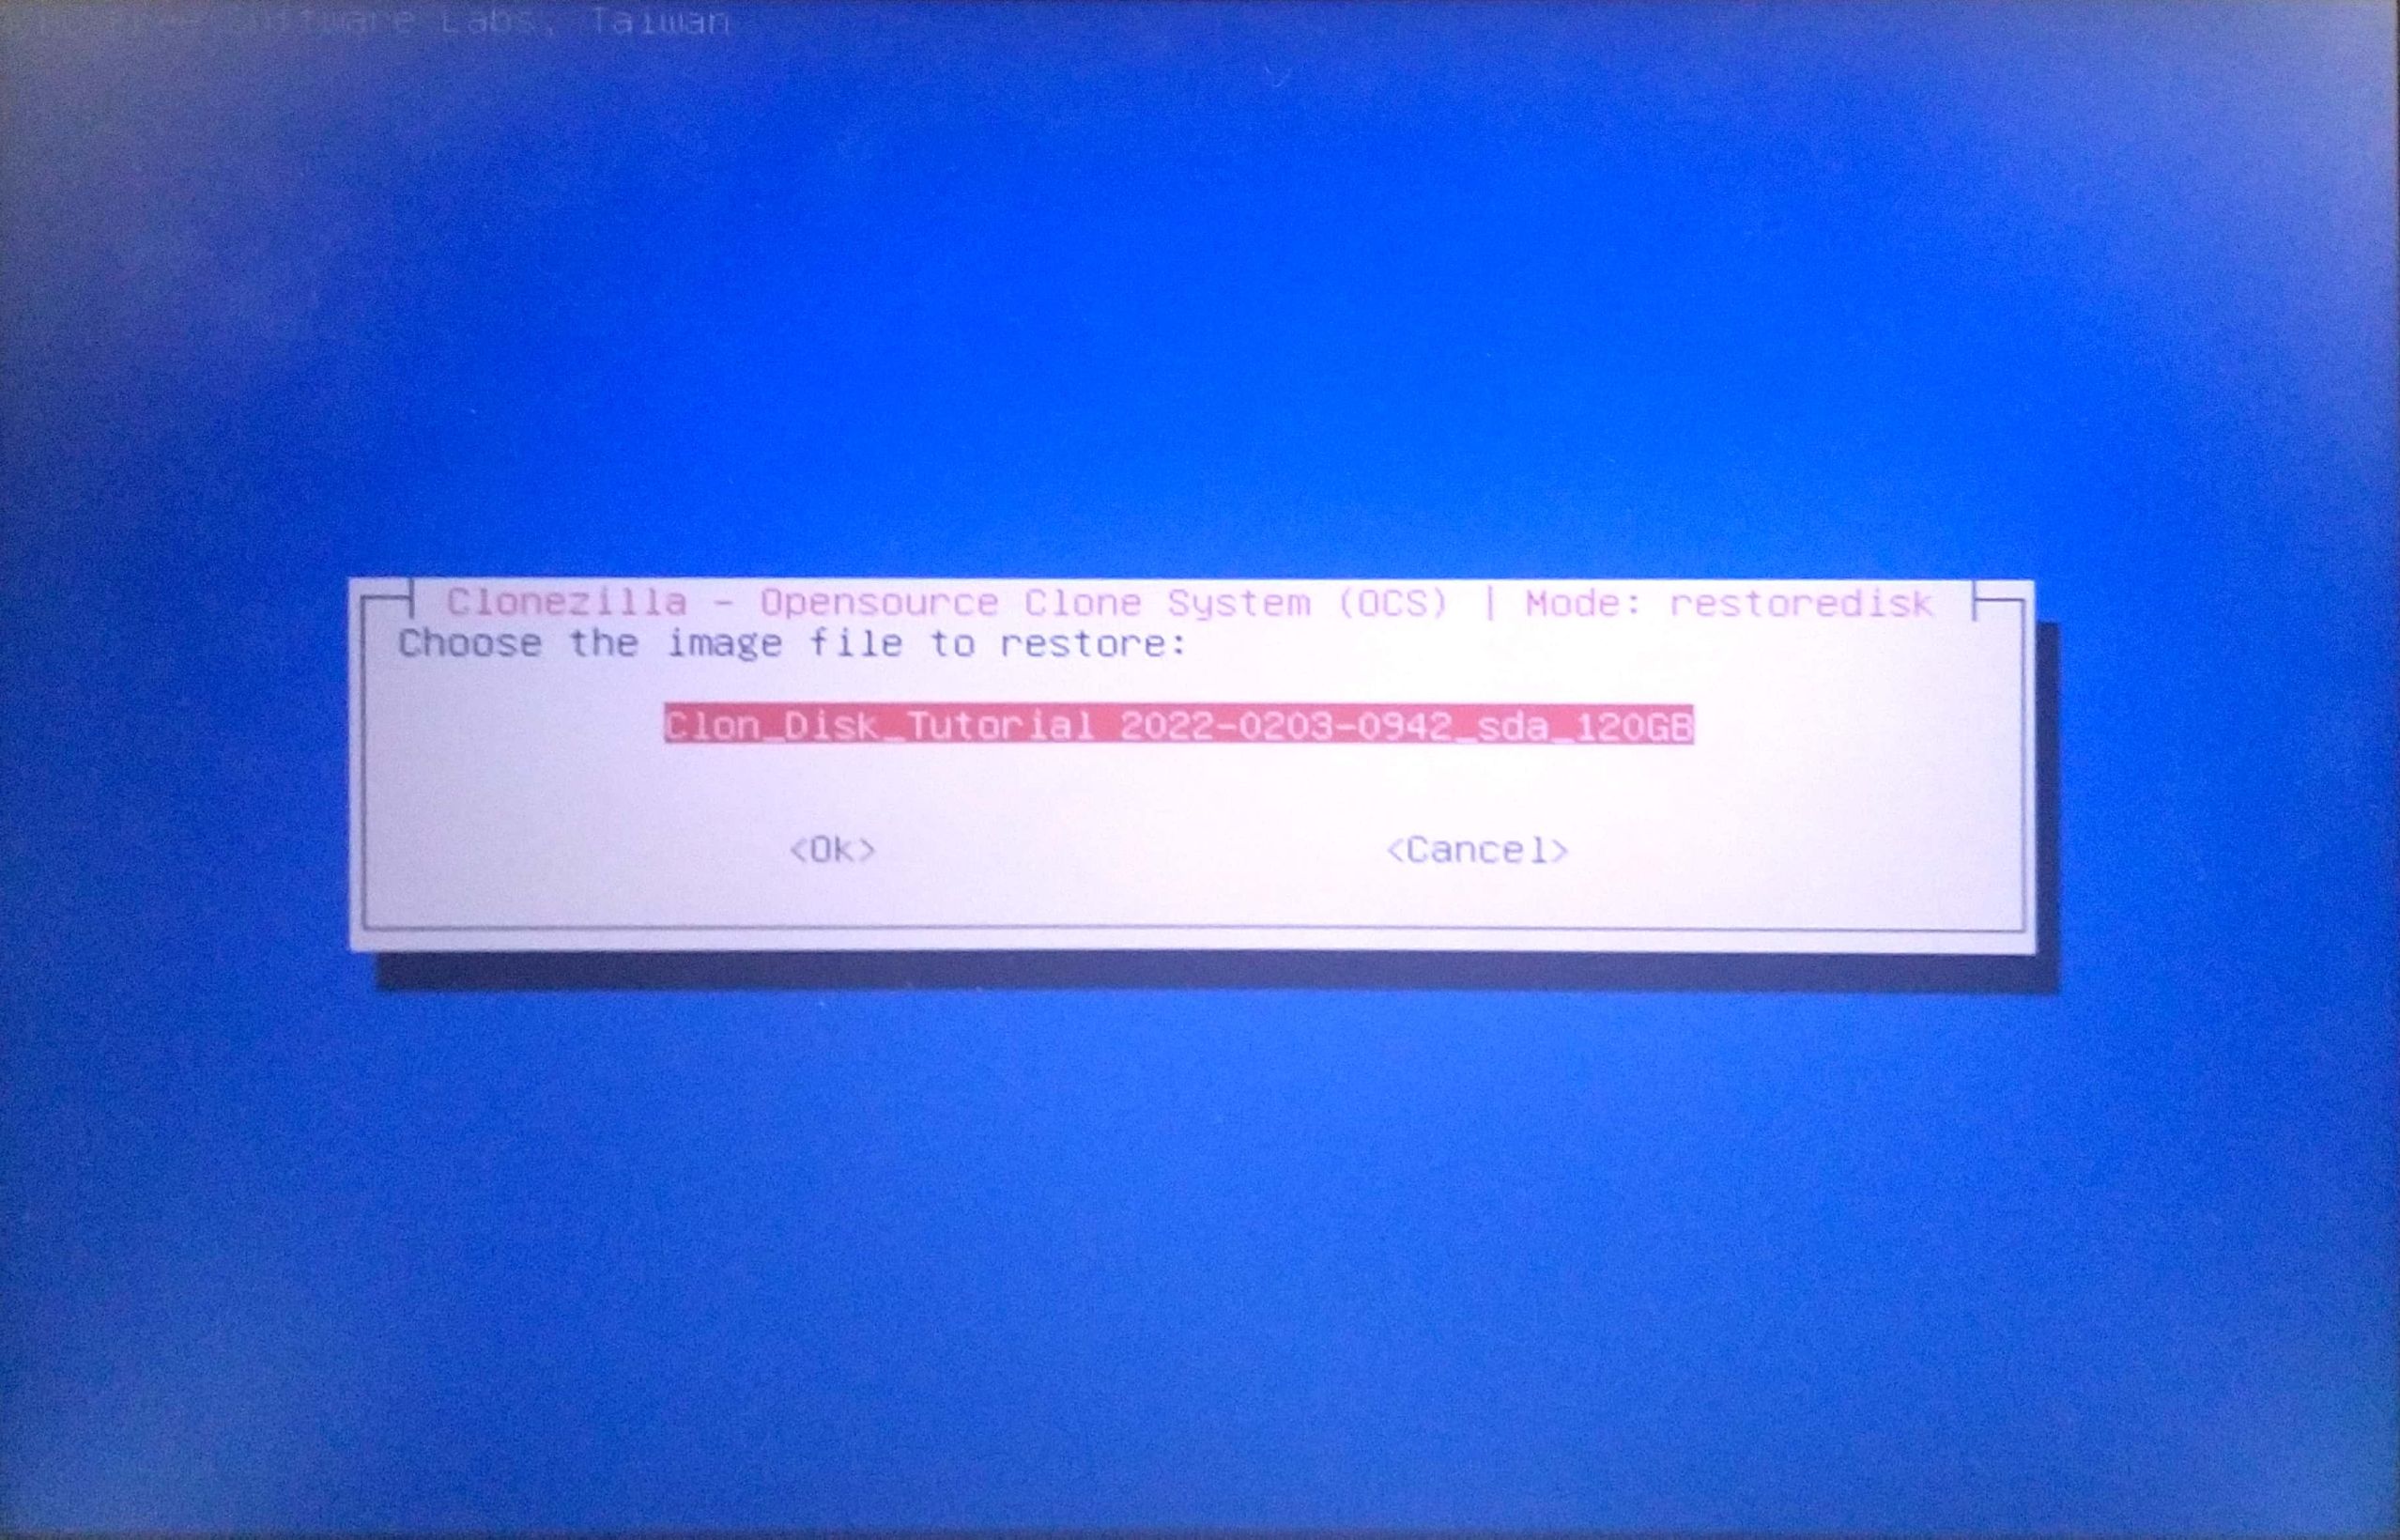 Software Labs, Taiwan
Clonezilla - Opensource Clone System (OCS) | Mode: restoredisk
Choose the image file to restore:
Clon_Disk_Tutorial 2022-0203-0942_sda_120GB
<Ok> <Cancel>